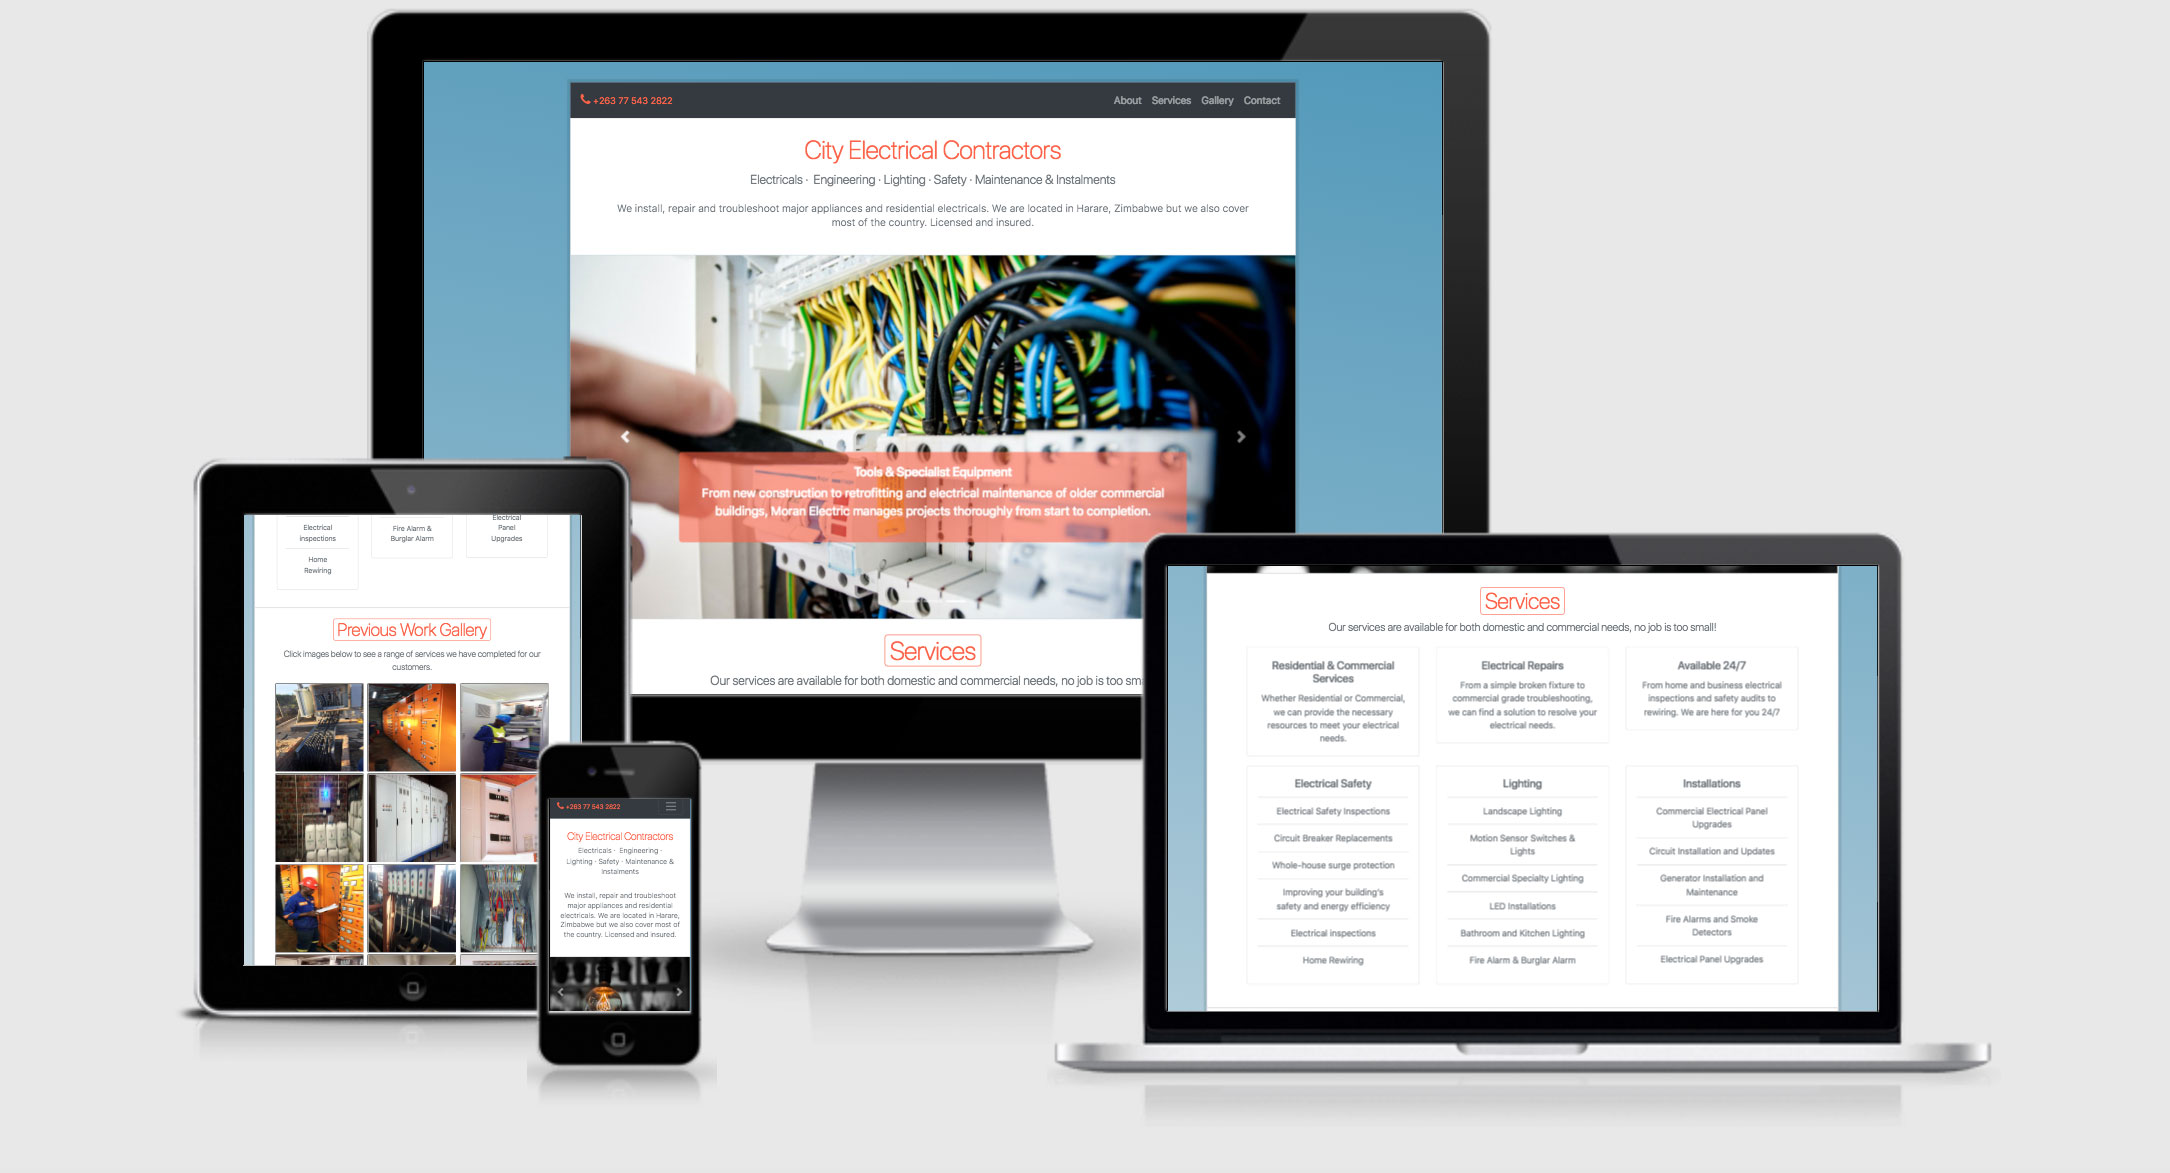 +263 77 543 2822
About Services Gallery Contact
City Electrical Contractors
Electricals · Engineering · Lighting · Safety · Maintenance & Instalments
We install, repair and troubleshoot major appliances and residential electricals. We are located in Harare, Zimbabwe but we also cover
most of the country. Licensed and insured.
Tools & Specialist Equipment
From new construction to retrofitting and electrical maintenance of older commercial
buildings, Moran Electric manages projects thoroughly from start to completion.
Services
Our services are available for both domestic and commercial needs, no job is too
Electrical
inspections
Home
Rewiring
Fire Alarm &
Burglar Alarm
Electrical
Panel
Upgrades
Previous Work Gallery
Click images below to see a range of services we have completed for our
customers.
+263 77 543 2822
City Electrical Contractors
Electricals · Engineering ·
Lighting · Safety · Maintenance &
Instalments
We install, repair and troubleshoot
major appliances and residential
electricals. We are located in Harare,
Zimbabwe but we also cover most of
the country. Licensed and insured.
Services
Our services are available for both domestic and commercial needs, no job is too small!
Residential & Commercial
Services
Whether Residential or Commercial,
we can provide the necessary
resources to meet your electrical
needs.
Electrical Repairs
From a simple broken fixture to
commercial grade troubleshooting,
we can find a solution to resolve your
electrical needs.
Available 24/7
From home and business electrical
inspections and safety audits to
rewiring. We are here for you 24/7
Electrical Safety
Electrical Safety Inspections
Circuit Breaker Replacements
Whole-house surge protection
Improving your building's
safety and energy efficiency
Electrical inspections
Home Rewiring
Lighting
Landscape Lighting
Motion Sensor Switches &
Lights
Commercial Specialty Lighting
LED Installations
Bathroom and Kitchen Lighting
Fire Alarm & Burglar Alarm
Installations
Commercial Electrical Panel
Upgrades
Circuit Installation and Updates
Generator Installation and
Maintenance
Fire Alarms and Smoke
Detectors
Electrical Panel Upgrades